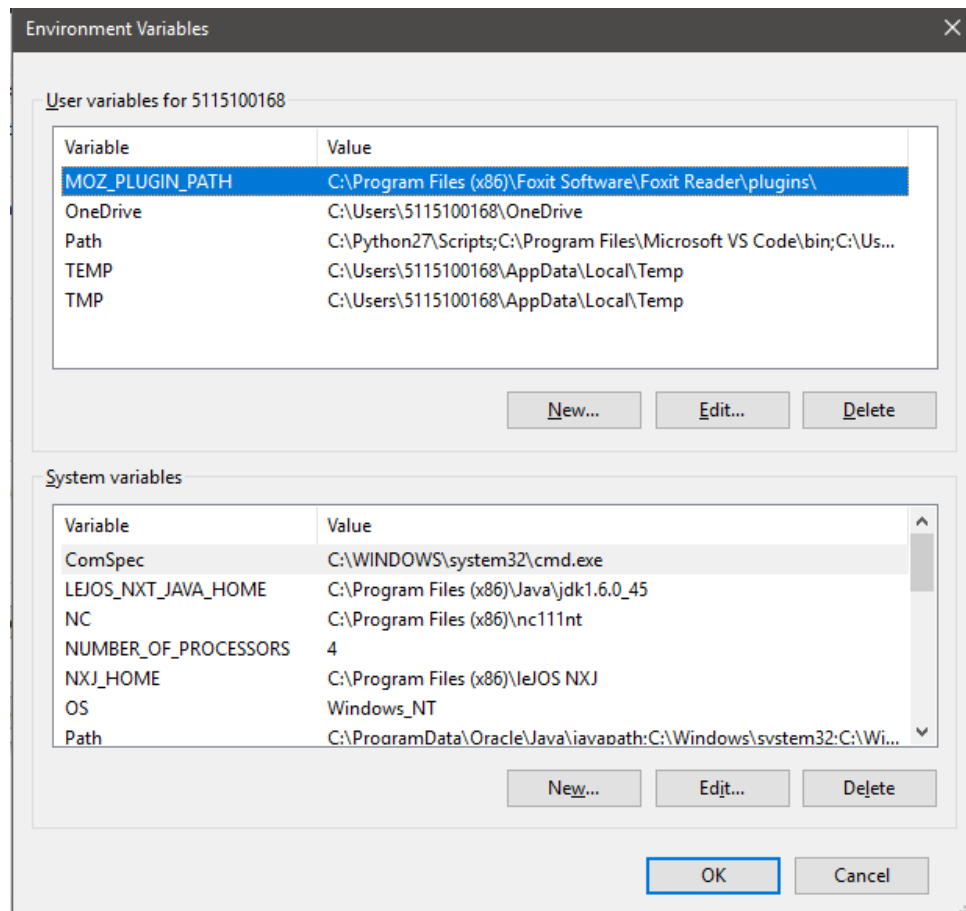 Environment Variables
User variables for 5115100168
Variable Value
MOZ_PLUGIN_PATH C:\Program Files (x86)\Foxit Software\Foxit Reader\plugins\
OneDrive C:\Users\5115100168\OneDrive
Path C:\Python27\Scripts;C:\Program Files\Microsoft VS Code\bin;C:\Us...
TEMP C:\Users\5115100168\AppData\Local\Temp
TMP C:\Users\5115100168\AppData\Local\Temp
New... Edit... Delete
System variables
Variable Value
ComSpec C:\WINDOWS\system32\cmd.exe
LEJOS_NXT_JAVA_HOME C:\Program Files (x86)\Java\jdk1.6.0_45
NC C:\Program Files (x86)\nc111nt
NUMBER_OF_PROCESSORS 4
NXJ_HOME C:\Program Files (x86)\leJOS NXJ
OS Windows_NT
Path C:\ProgramData\Oracle\Java\javapath;C:\Windows\system32;C:\Wi...
New... Edit... Delete
OK Cancel